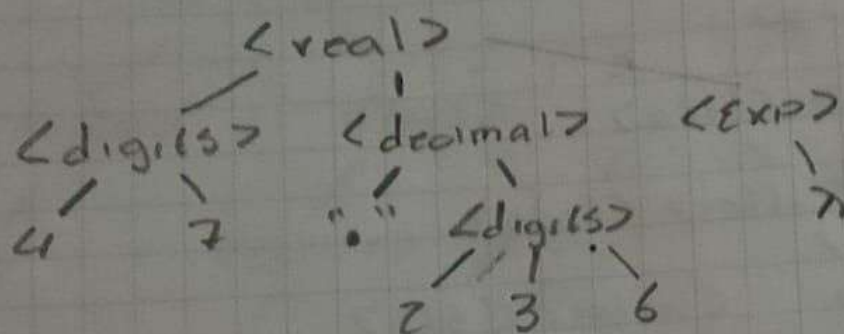 <real>
<digits> <decimal> <Exp>
4 7 "." <digits> λ
2 3 6